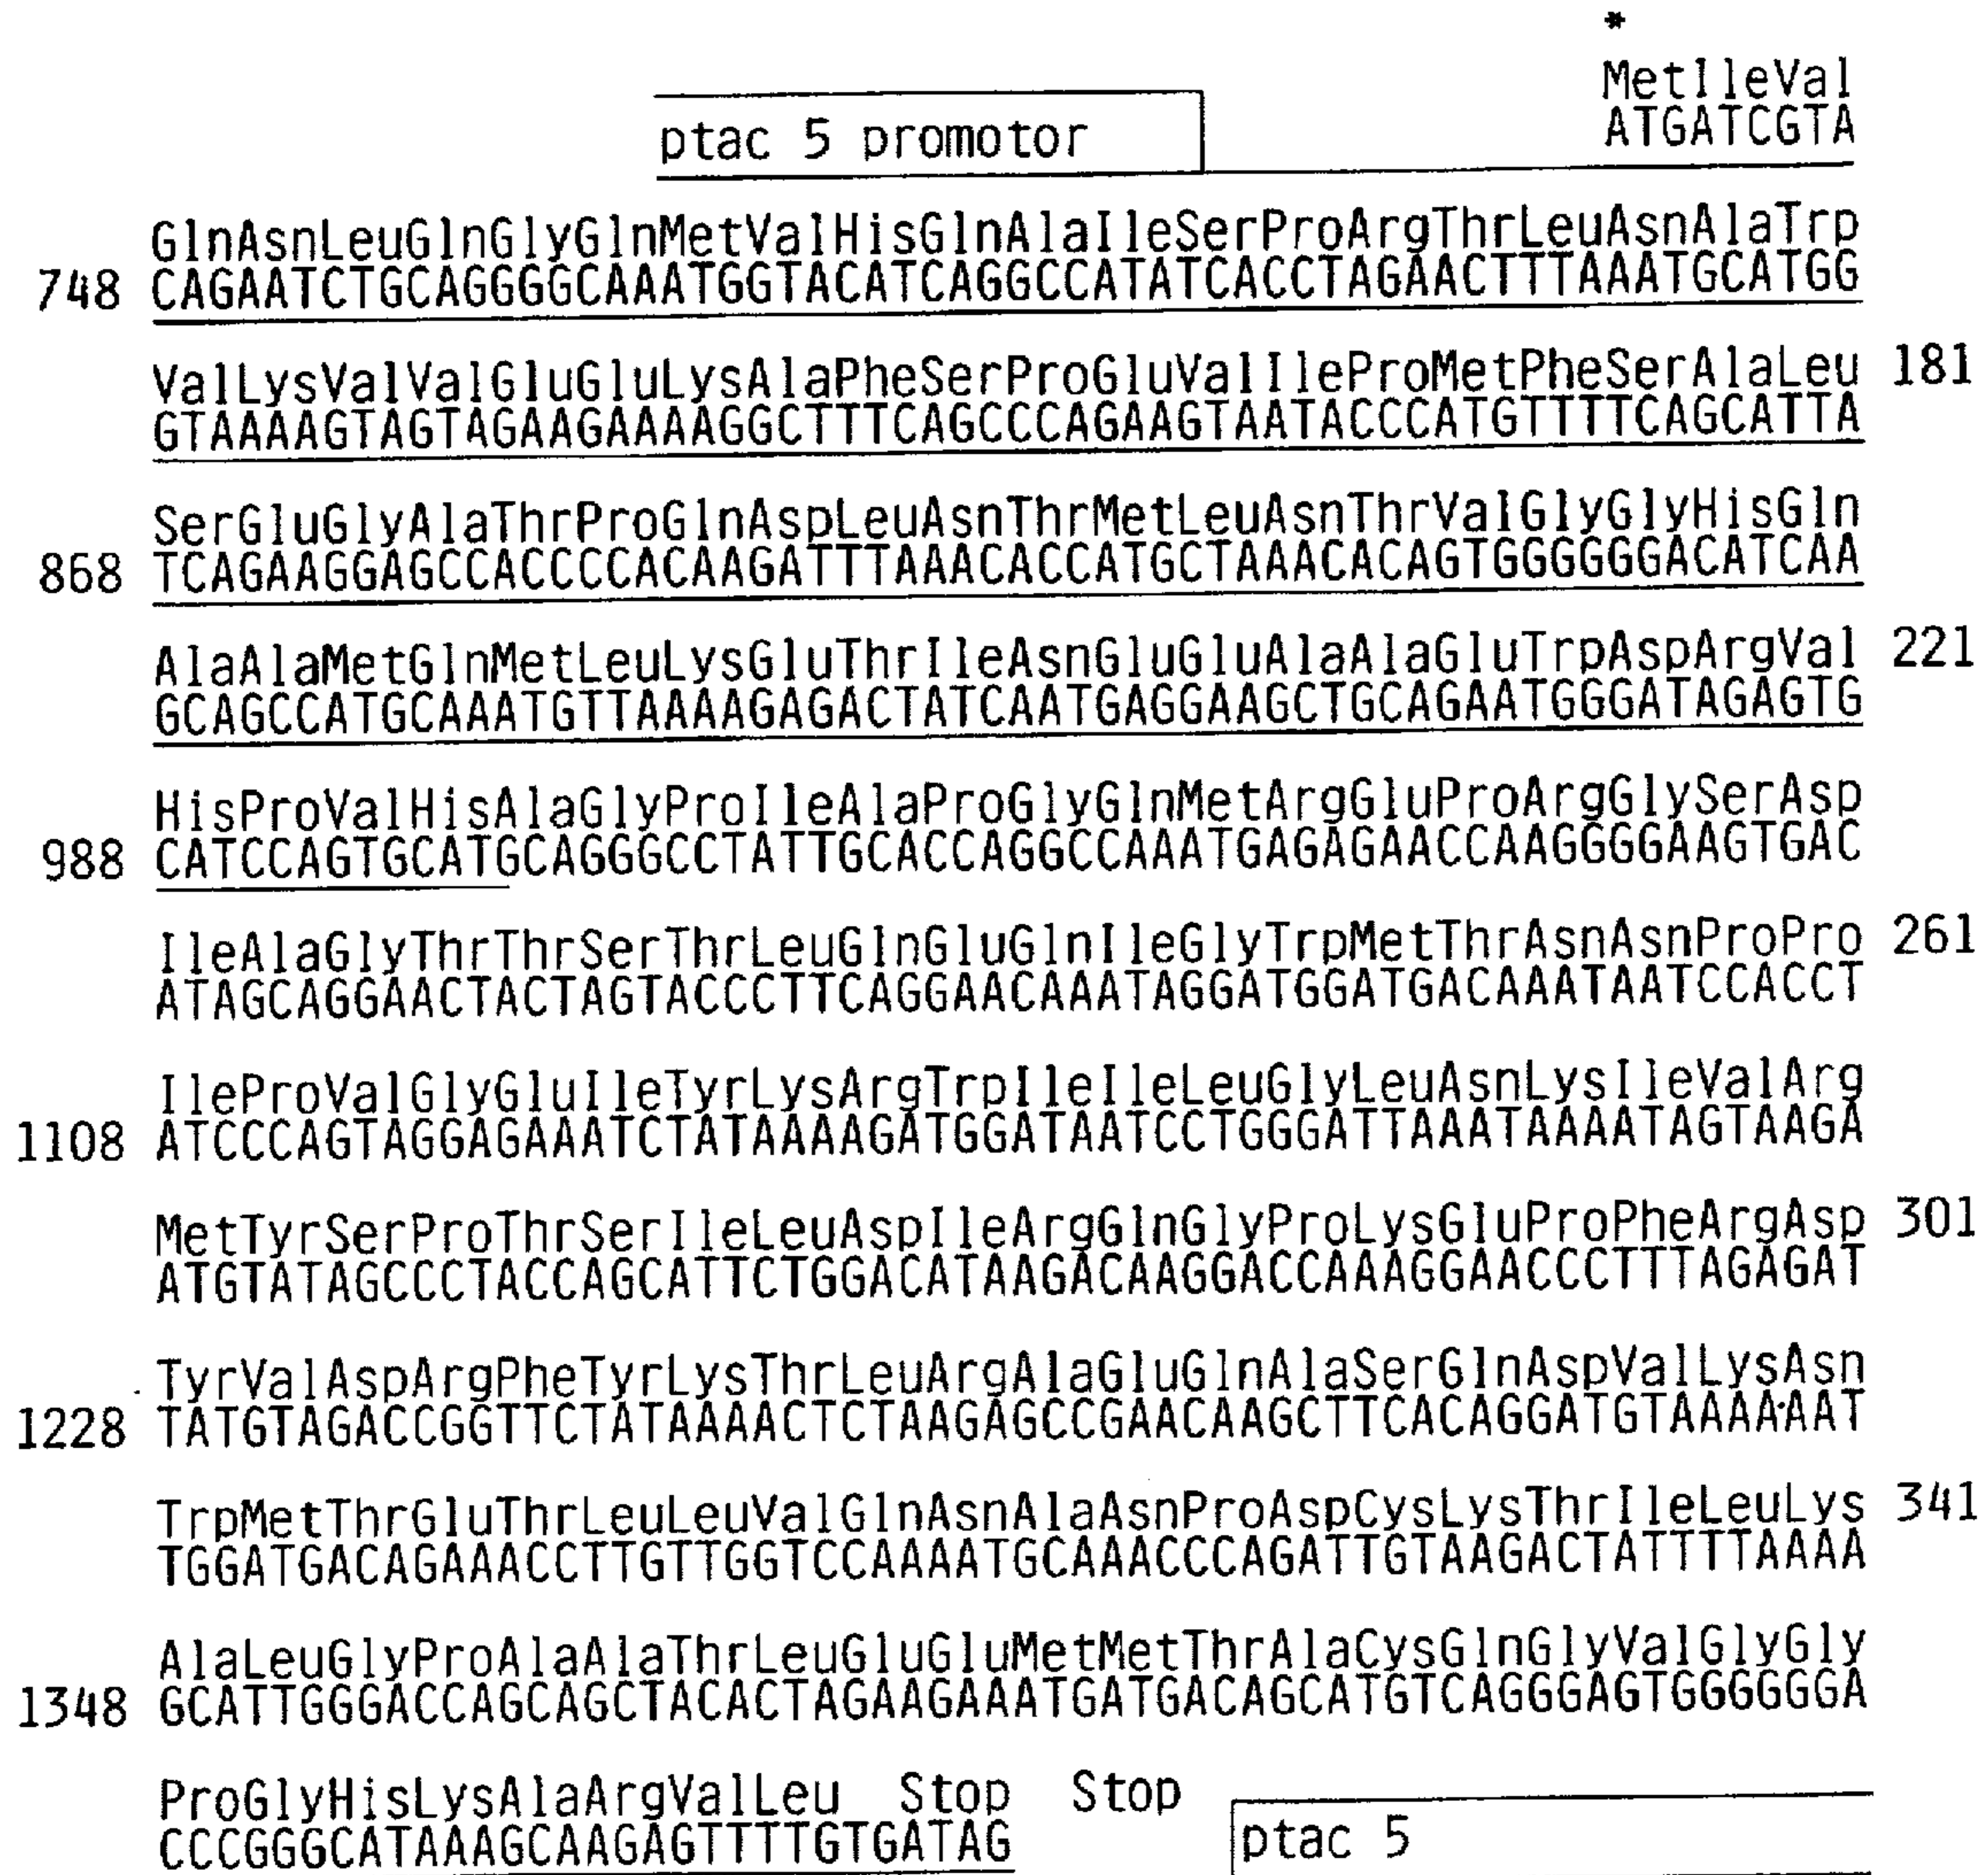 *
MetIleVal
ptac 5 promotor ATGATCGTA
GlnAsnLeuGlnGlyGlnMetValHisGlnAlaIleSerProArgThrLeuAsnAlaTrp
748 CAGAATCTGCAGGGGCAAATGGTACATCAGGCCATATCACCTAGAACTTTAAATGCATGG
ValLysValValGluGluLysAlaPheSerProGluValIleProMetPheSerAlaLeu 181
GTAAAAGTAGTAGAAGAAAAGGCTTTCAGCCCAGAAGTAATACCCATGTTTTCAGCATTA
SerGluGlyAlaThrProGlnAspLeuAsnThrMetLeuAsnThrValGlyGlyHisGln
868 TCAGAAGGAGCCACCCCACAAGATTTAAACACCATGCTAAACACAGTGGGGGGACATCAA
AlaAlaMetGlnMetLeuLysGluThrIleAsnGluGluAlaAlaGluTrpAspArgVal 221
GCAGCCATGCAAATGTTAAAAGAGACTATCAATGAGGAAGCTGCAGAATGGGATAGAGTG
HisProValHisAlaGlyProIleAlaProGlyGlnMetArgGluProArgGlySerAsp
988 CATCCAGTGCATGCAGGGCCTATTGCACCAGGCCAAATGAGAGAACCAAGGGGAAGTGAC
IleAlaGlyThrThrSerThrLeuGlnGluGlnIleGlyTrpMetThrAsnAsnProPro 261
ATAGCAGGAACTACTAGTACCCTTCAGGAACAAATAGGATGGATGACAAATAATCCACCT
IleProValGlyGluIleTyrLysArgTrpIleIleLeuGlyLeuAsnLysIleValArg
1108 ATCCCAGTAGGAGAAATCTATAAAAGATGGATAATCCTGGGATTAAATAAAATAGTAAGA
MetTyrSerProThrSerIleLeuAspIleArgGlnGlyProLysGluProPheArgAsp 301
ATGTATAGCCCTACCAGCATTCTGGACATAAGACAAGGACCAAAGGAACCCTTTAGAGAT
TyrValAspArgPheTyrLysThrLeuArgAlaGluGlnAlaSerGlnAspValLysAsn
1228 TATGTAGACCGGTTCTATAAAACTCTAAGAGCCGAACAAGCTTCACAGGATGTAAAAAAT
TrpMetThrGluThrLeuLeuValGlnAsnAlaAsnProAspCysLysThrIleLeuLys 341
TGGATGACAGAAACCTTGTTGGTCCAAAATGCAAACCCAGATTGTAAGACTATTTTAAAA
AlaLeuGlyProAlaAlaThrLeuGluGluMetMetThrAlaCysGlnGlyValGlyGly
1348 GCATTGGGACCAGCAGCTACACTAGAAGAAATGATGACAGCATGTCAGGGAGTGGGGGGA
ProGlyHisLysAlaArgValLeu Stop Stop
CCCGGGCATAAAGCAAGAGTTTTGTGATAG ptac 5